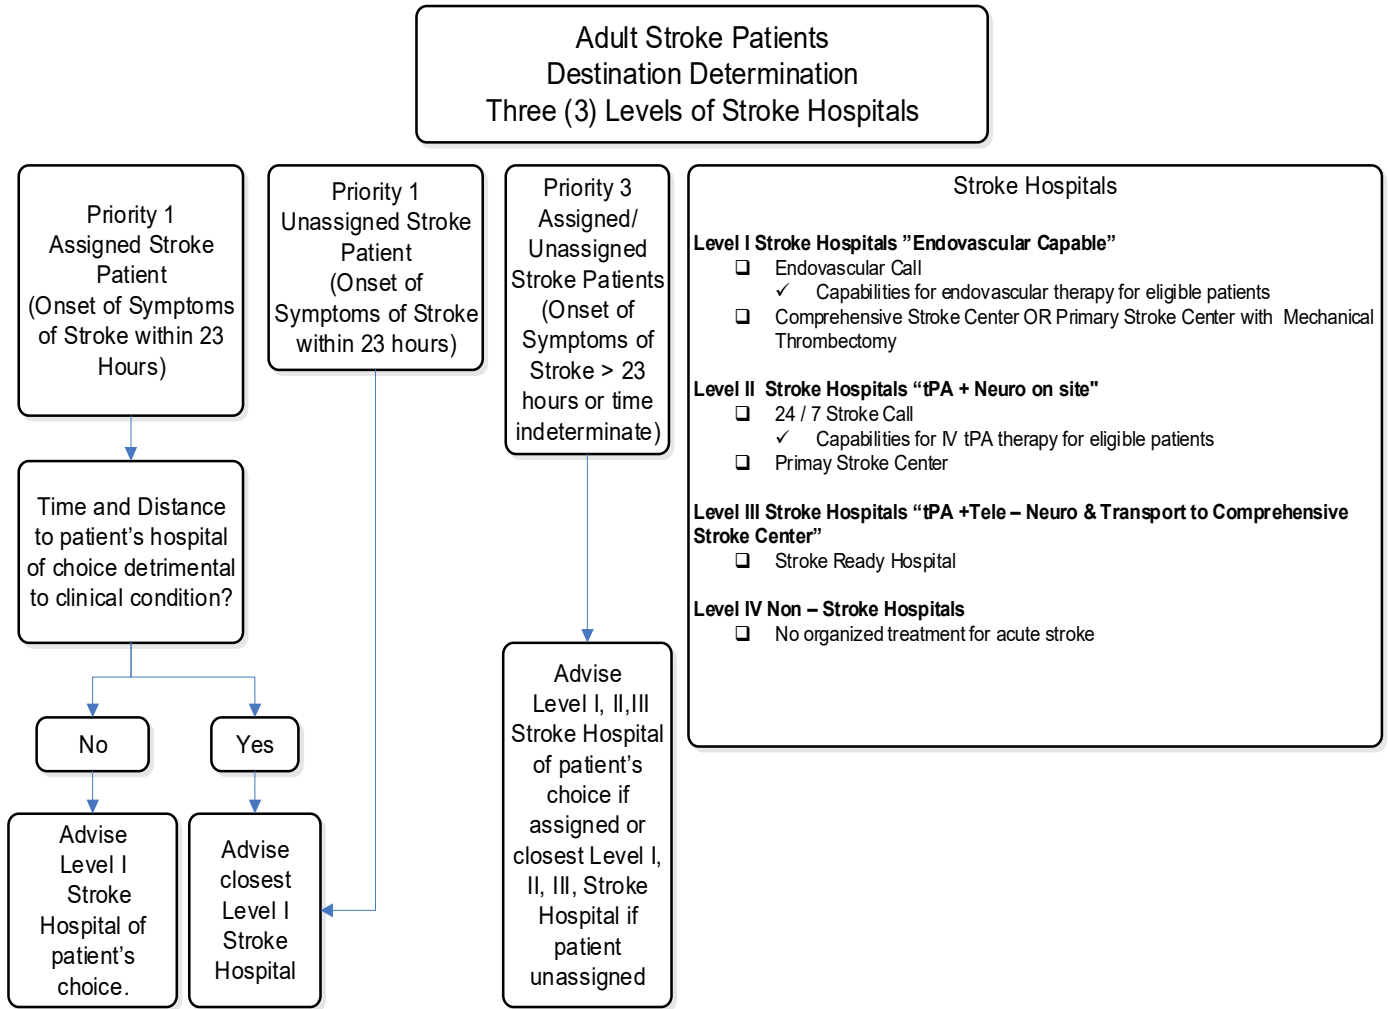 Adult Stroke Patients
Destination Determination
Three (3) Levels of Stroke Hospitals
Priority 1
Assigned Stroke
Patient
(Onset of Symptoms
of Stroke within 23
Hours)
Time and Distance
to patient’s hospital
of choice detrimental
to clinical condition?
No
Yes
Advise
Level I
Stroke
Hospital of
patient’s
choice.
Advise
closest
Level I
Stroke
Hospital
Priority 1
Unassigned Stroke
Patient
(Onset of
Symptoms of Stroke
within 23 hours)
Priority 3
Assigned/
Unassigned
Stroke Patients
(Onset of
Symptoms of
Stroke > 23
hours or time
indeterminate)
Advise
Level I, II,III
Stroke Hospital
of patient’s
choice if
assigned or
closest Level I,
II, III, Stroke
Hospital if
patient
unassigned
Stroke Hospitals
Level I Stroke Hospitals ”Endovascular Capable”
❑ Endovascular Call
✓ Capabilities for endovascular therapy for eligible patients
❑ Comprehensive Stroke Center OR Primary Stroke Center with Mechanical
Thrombectomy
Level II Stroke Hospitals “tPA + Neuro on site"
❑ 24 / 7 Stroke Call
✓ Capabilities for IV tPA therapy for eligible patients
❑ Primay Stroke Center
Level III Stroke Hospitals “tPA +Tele – Neuro & Transport to Comprehensive
Stroke Center”
❑ Stroke Ready Hospital
Level IV Non – Stroke Hospitals
❑ No organized treatment for acute stroke